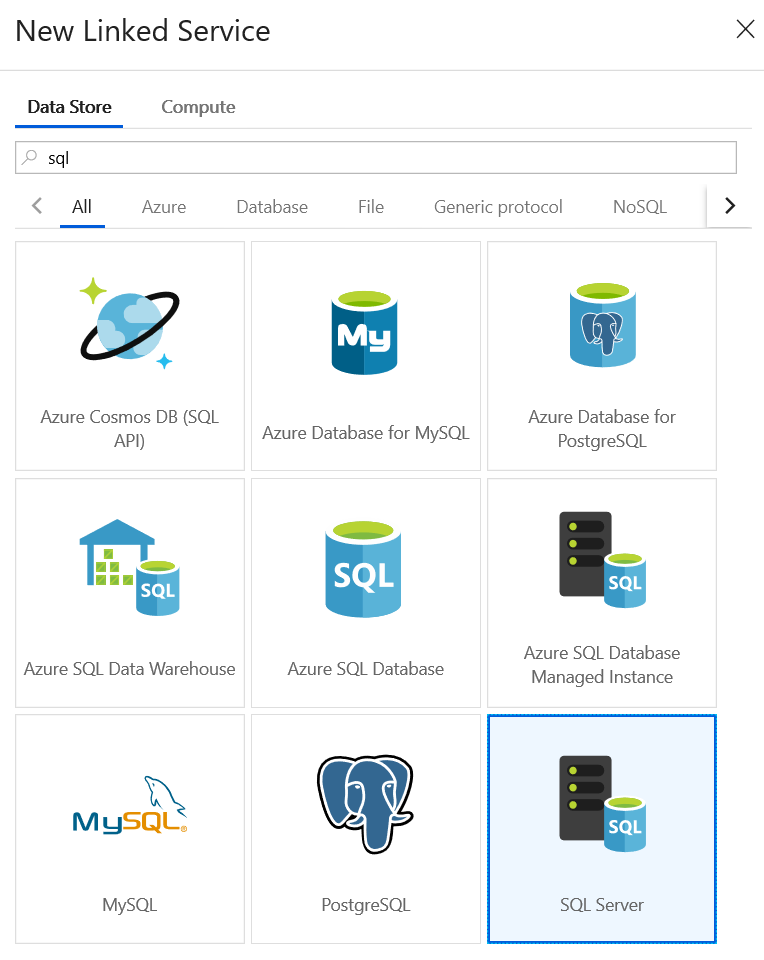 New Linked Service
Data Store Compute
sql
All Azure Database File Generic protocol NoSQL
My
Azure Cosmos DB (SQL
API)
Azure Database for MySQL
Azure Database for
PostgreSQL
SQL
SQL
SQL
Azure SQL Data Warehouse
Azure SQL Database
Azure SQL Database
Managed Instance
MySQL
SQL
MySQL
PostgreSQL
SQL Server